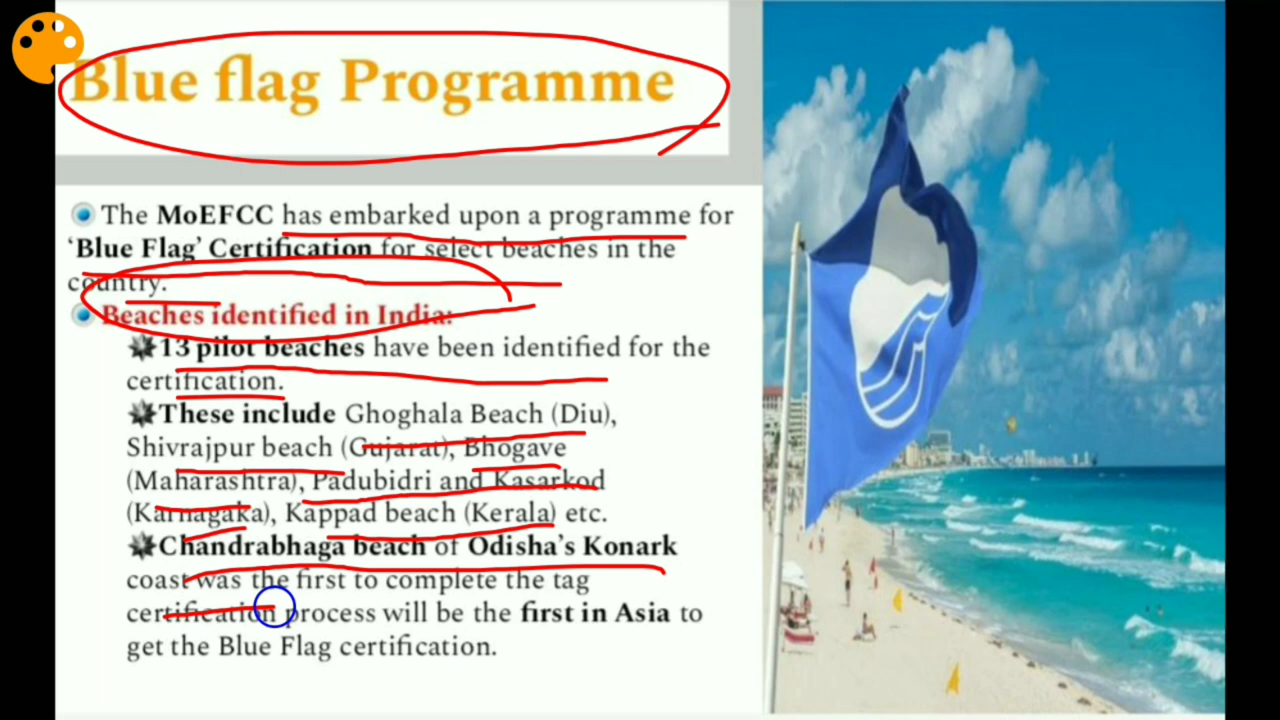 Blue flag Programme
The MoEFCC has embarked upon a programme for
‘Blue Flag’ Certification for select beaches in the
country.
Beaches identified in India:
13 pilot beaches have been identified for the
certification.
These include Ghoghala Beach (Diu),
Shivrajpur beach (Gujarat), Bhogave
(Maharashtra), Padubidri and Kasarkod
(Karnagaka), Kappad beach (Kerala) etc.
Chandrabhaga beach of Odisha’s Konark
coast was the first to complete the tag
certification process will be the first in Asia to
get the Blue Flag certification.